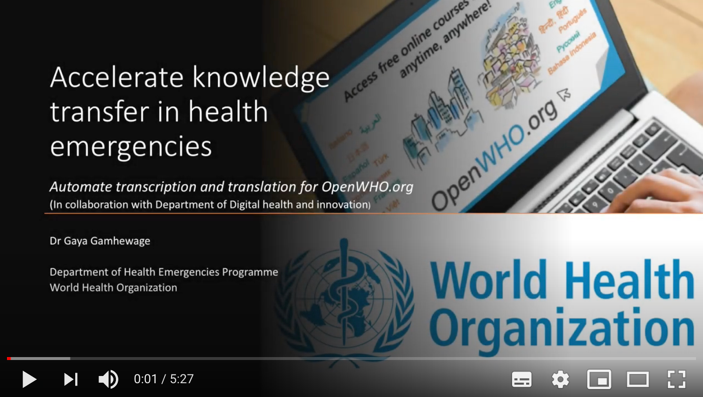 Accelerate knowledge
transfer in health
emergencies
Automate transcription and translation for OpenWHO.org
(In collaboration with Department of Digital health and innovation)
Dr Gaya Gamhewage
Department of Health Emergencies Programme
World Health Organization
Access free online courses
anytime, anywhere!
العربية
Português
Русский
Bahasa Indonesia
OpenWHO.org
World Health
Organization
0:01 / 5:27